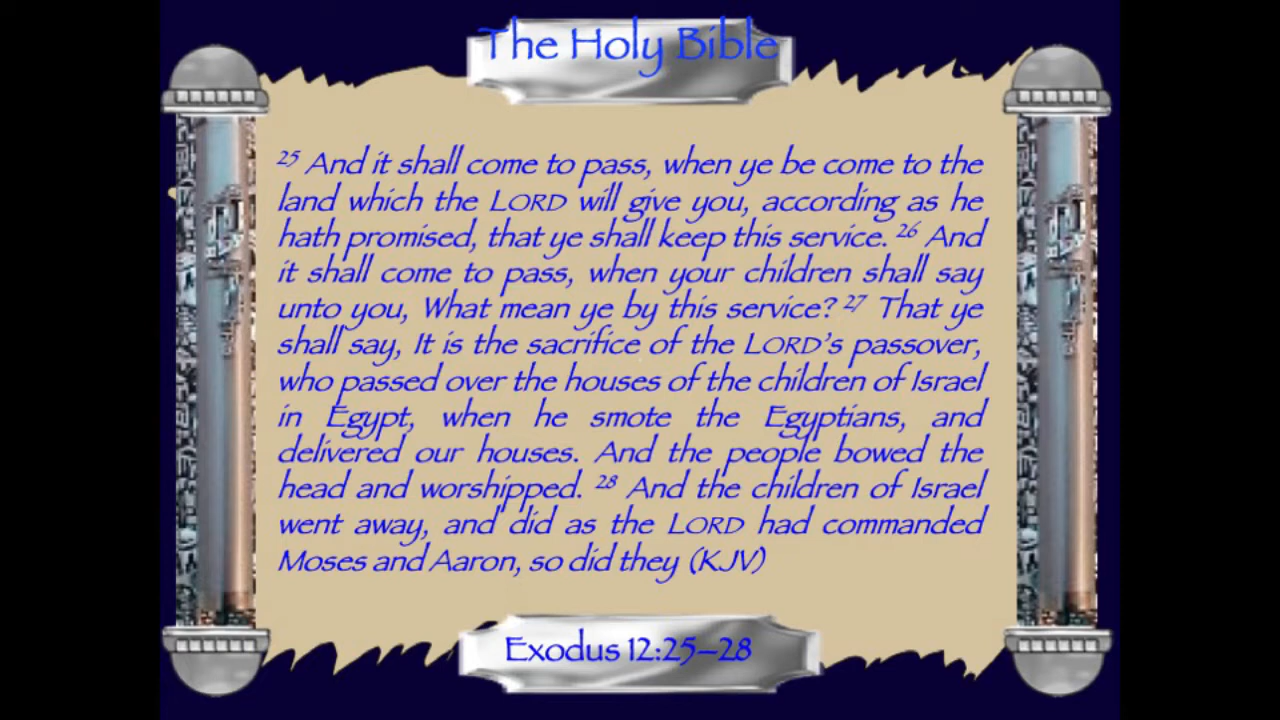 The Holy Bible
25 And it shall come to pass, when ye be come to the
land which the LORD will give you, according as he
hath promised, that ye shall keep this service. 26 And
it shall come to pass, when your children shall say
unto you, What mean ye by this service? 27 That ye
shall say, It is the sacrifice of the LORD’s passover,
who passed over the houses of the children of Israel
in Egypt, when he smote the Egyptians, and
delivered our houses. And the people bowed the
head and worshipped. 28 And the children of Israel
went away, and did as the LORD had commanded
Moses and Aaron, so did they (KJV)
Exodus 12:25–28